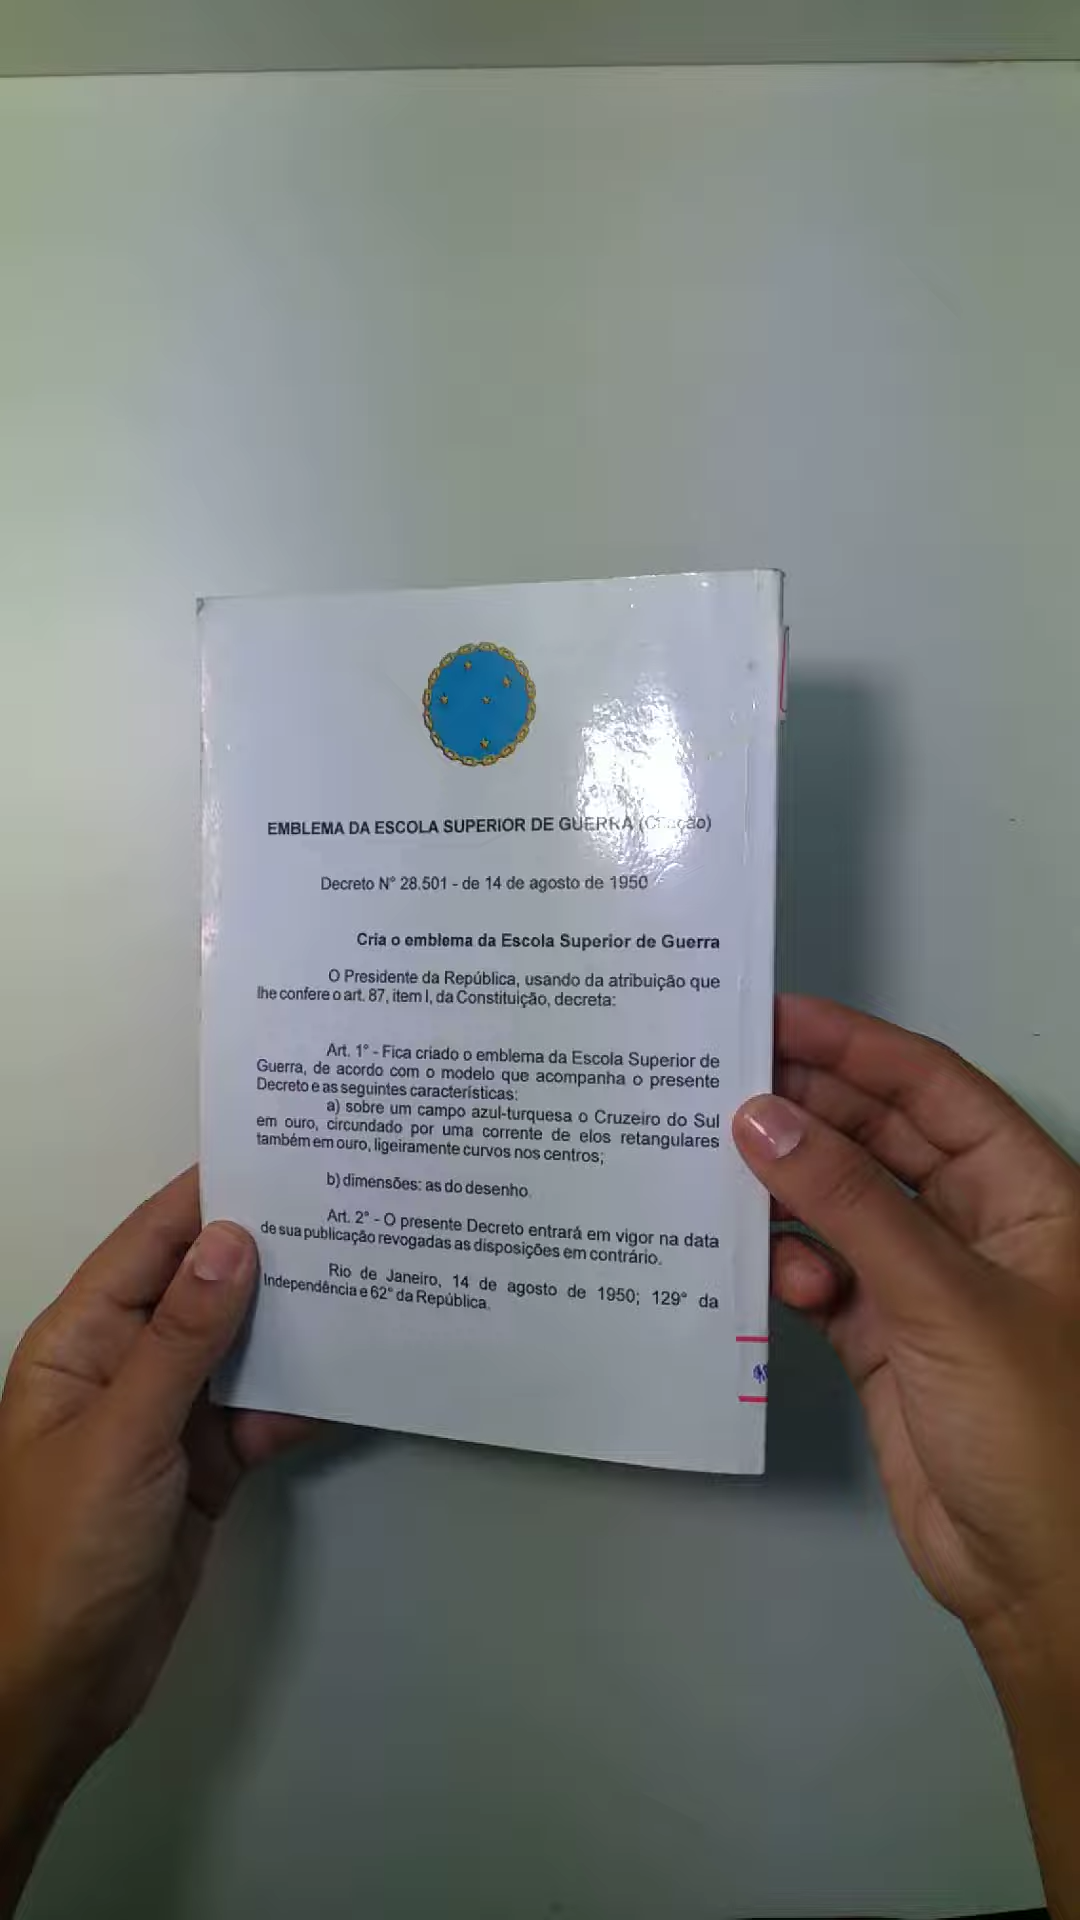 EMBLEMA DA ESCOLA SUPERIOR DE GUERRA (Criação)
Decreto N° 28.501 - de 14 de agosto de 1950
Cria o emblema da Escola Superior de Guerra
O Presidente da República, usando da atribuição que
lhe confere o art. 87, item I, da Constituição, decreta:
Art. 1° - Fica criado o emblema da Escola Superior de
Guerra, de acordo com o modelo que acompanha o presente
Decreto e as seguintes características:
a) sobre um campo azul-turquesa o Cruzeiro do Sul
em ouro, circundado por uma corrente de elos retangulares
também em ouro, ligeiramente curvos nos centros;
b) dimensões: as do desenho.
Art. 2° - O presente Decreto entrará em vigor na data
de sua publicação revogadas as disposições em contrário.
Rio de Janeiro, 14 de agosto de 1950; 129° da
Independência e 62° da República.